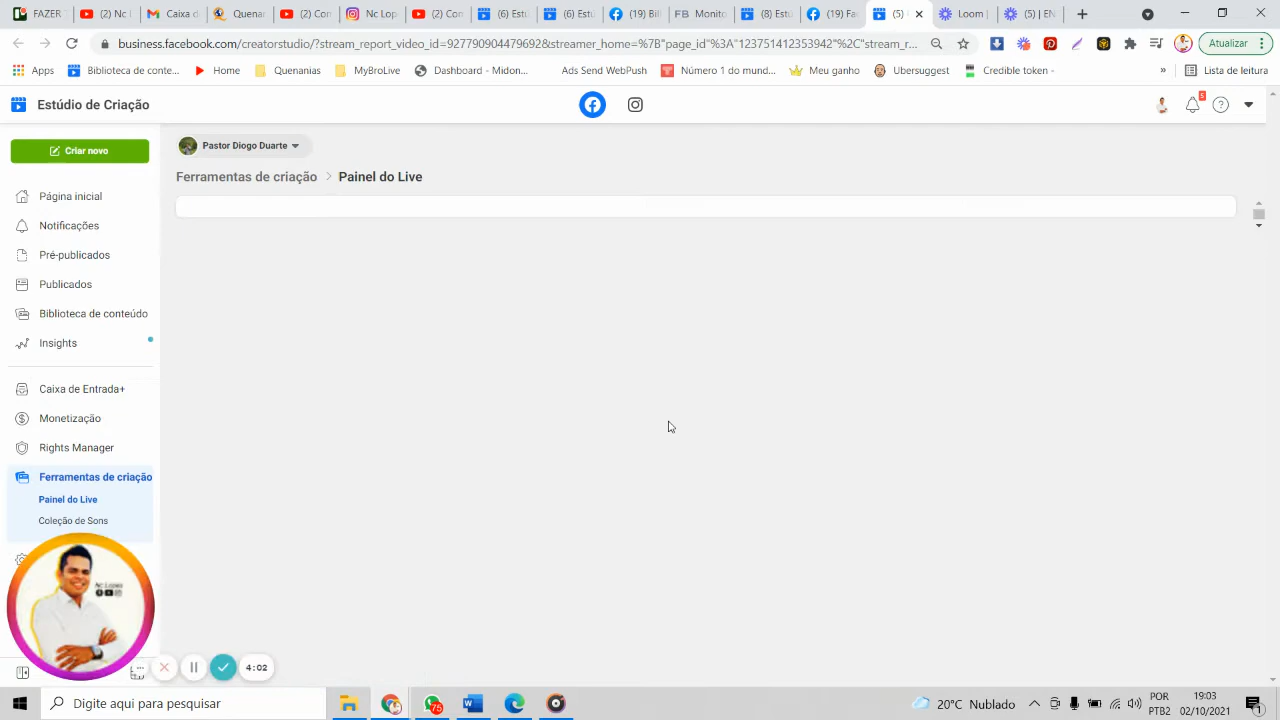 FAZER
(2) Nc I
Caixa d
Quenar
(2) Con
Nc Lop
(2) Con
(6) Estu
(6) Estu
(19) Bil
Monito
(8) Estu
(19) Fa
(5)
Loom |
(5) | EN
business.facebook.com/creatorstudio/?stream_report_video_id=927790904479692&streamer_home=%7B"page_id"%3A"123751412353942"%2C"stream_r...
Atualizar
Apps
Biblioteca de conte...
Home
Quenanias
MyBroLive
Dashboard - Midin...
Ads Send WebPush
Número 1 do mund...
Meu ganho
Ubersuggest
Credible token -
»
Lista de leitura
Estúdio de Criação
5
Criar novo
Pastor Diogo Duarte
Ferramentas de criação > Painel do Live
Página inicial
Notificações
Pré-publicados
Publicados
Biblioteca de conteúdo
Insights
Caixa de Entrada+
Monetização
Rights Manager
Ferramentas de criação
Painel do Live
Coleção de Sons
Nc Lopes
4:02
Digite aqui para pesquisar
75
20°C Nublado
POR
PTB2
19:03
02/10/2021
1